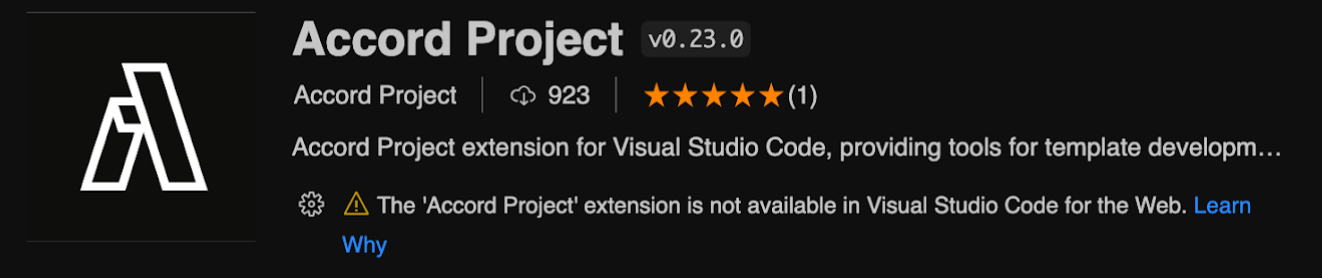 Accord Project v0.23.0
Accord Project 923 (1)
Accord Project extension for Visual Studio Code, providing tools for template developm...
The 'Accord Project' extension is not available in Visual Studio Code for the Web. Learn
Why